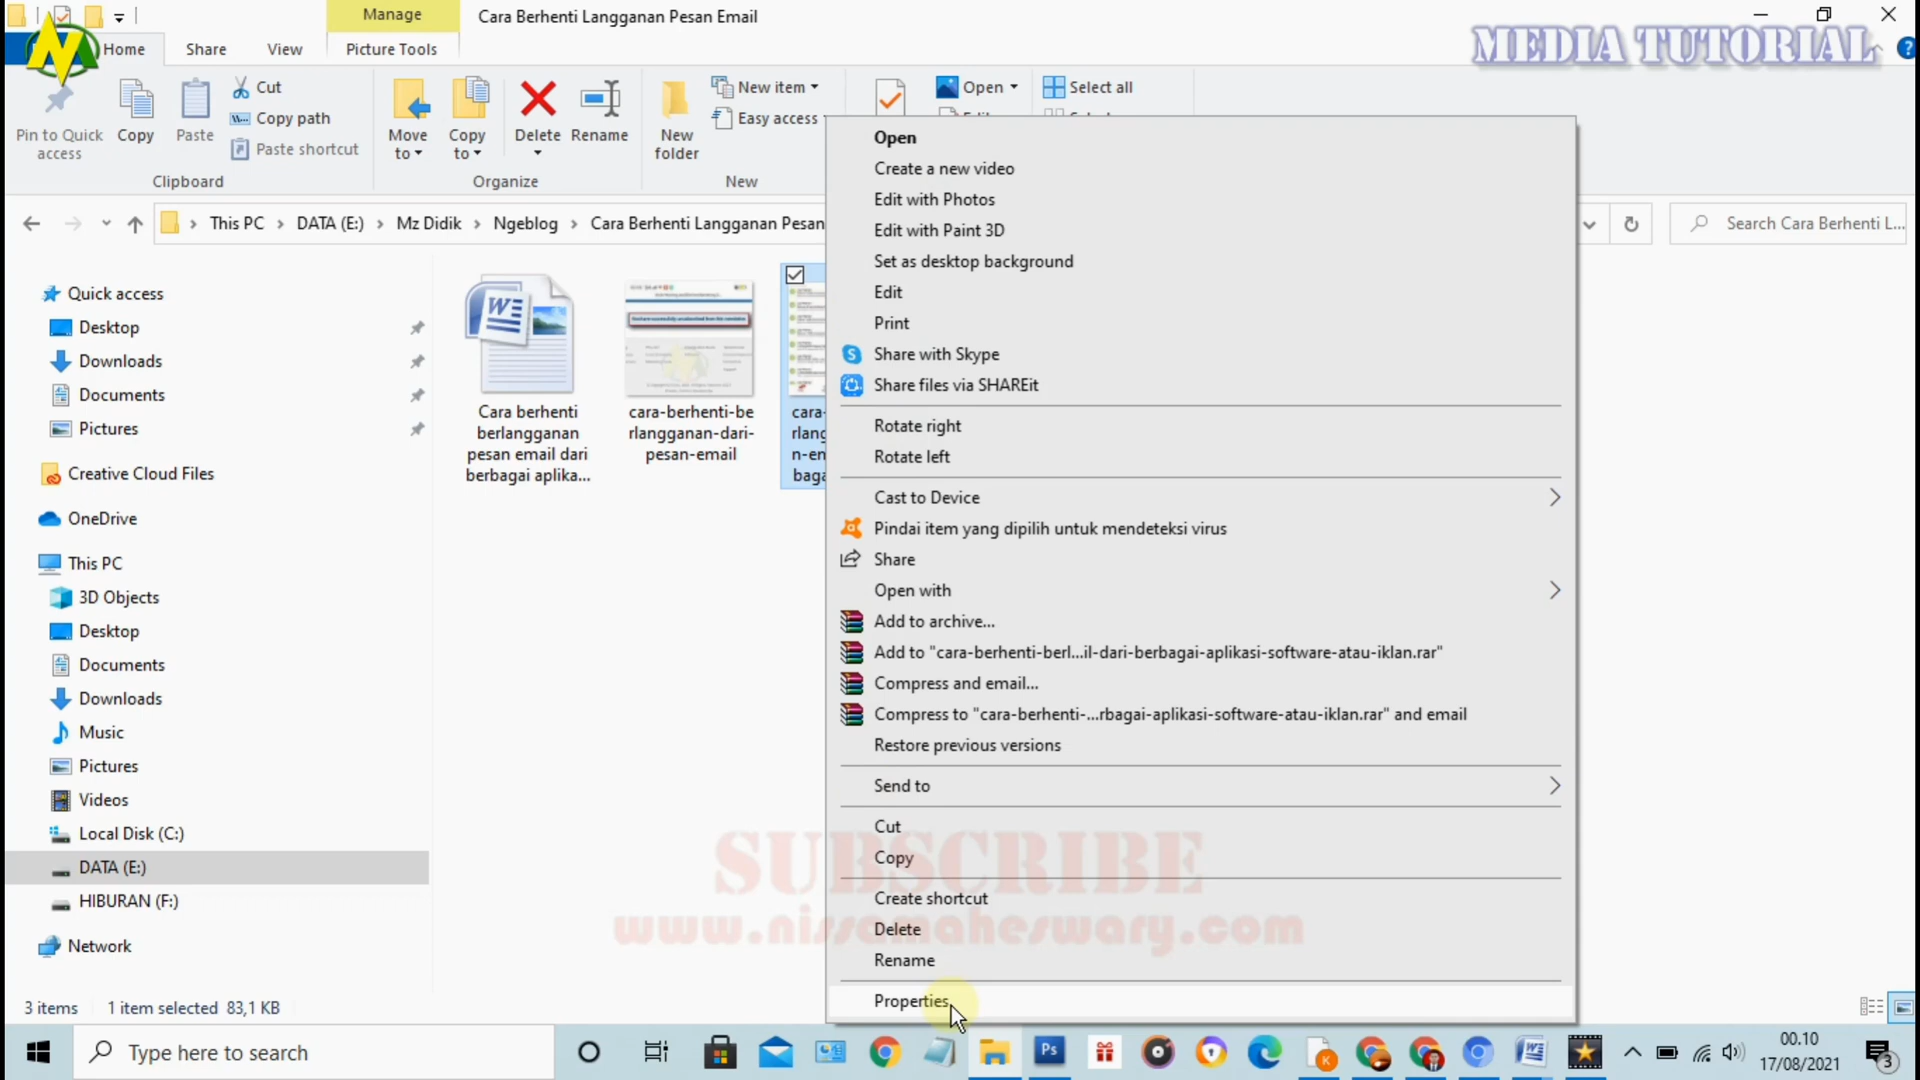 Manage
Cara Berhenti Langganan Pesan Email
MEDIA TUTORIAL
N
Home
Share
View
Picture Tools
Pin to Quick access
Copy
Paste
Cut
Copy path
Paste shortcut
Move to
Copy to
Delete
Rename
New folder
New item
Easy access
Open
Select all
Clipboard
Organize
New
This PC
DATA (E:)
Mz Didik
Ngeblog
Cara Berhenti Langganan Pesan
Search Cara Berhenti L...
Quick access
Desktop
Downloads
Documents
Pictures
Creative Cloud Files
OneDrive
This PC
3D Objects
Desktop
Documents
Downloads
Music
Pictures
Videos
Local Disk (C:)
DATA (E:)
HIBURAN (F:)
Network
Cara berhenti
berlangganan
pesan email dari
berbagai aplika...
cara-berhenti-be
rlangganan-dari-
pesan-email
cara-
rlang
n-en
baga
Open
Create a new video
Edit with Photos
Edit with Paint 3D
Set as desktop background
Edit
Print
Share with Skype
Share files via SHAREit
Rotate right
Rotate left
Cast to Device
Pindai item yang dipilih untuk mendeteksi virus
Share
Open with
Add to archive...
Add to "cara-berhenti-berl...il-dari-berbagai-aplikasi-software-atau-iklan.rar"
Compress and email...
Compress to "cara-berhenti-...rbagai-aplikasi-software-atau-iklan.rar" and email
Restore previous versions
Send to
Cut
Copy
Create shortcut
Delete
Rename
Properties
SUBSCRIBE
www.nissamaheswary.com
3 items
1 item selected 83,1 KB
Type here to search
Ps
00.10
17/08/2021
3